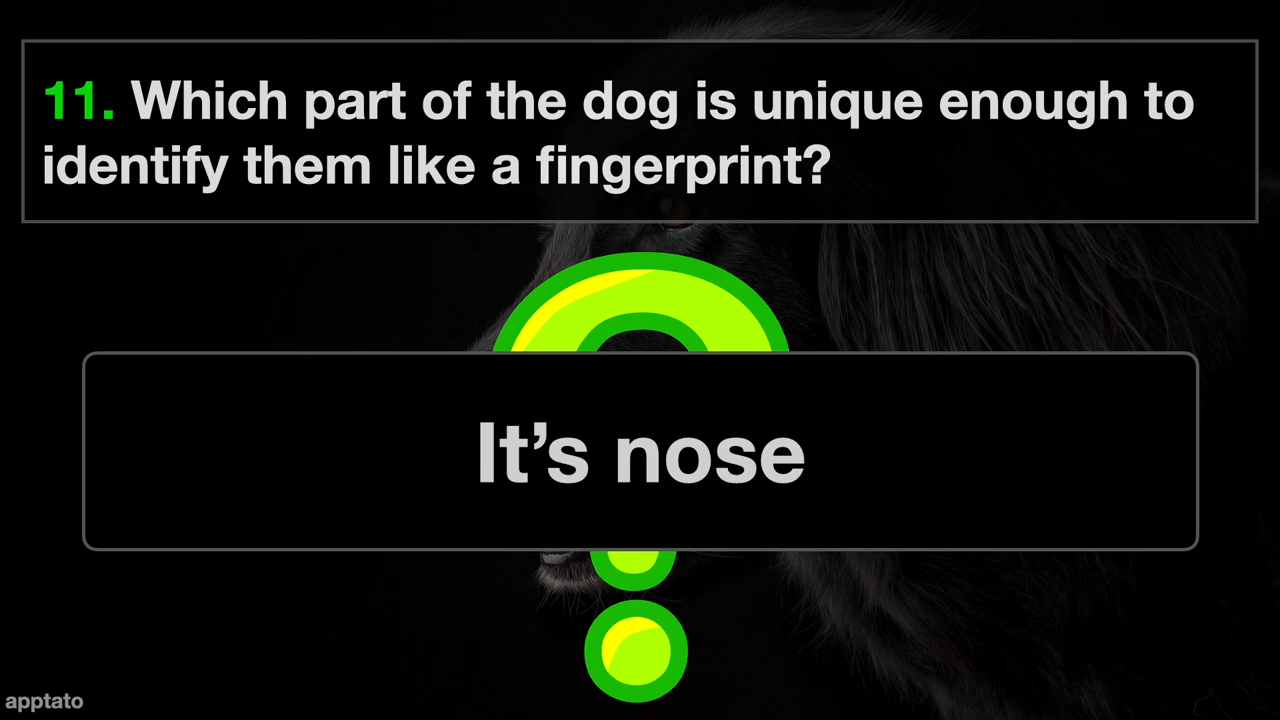 11. Which part of the dog is unique enough to
identify them like a fingerprint?
It’s nose
apptato